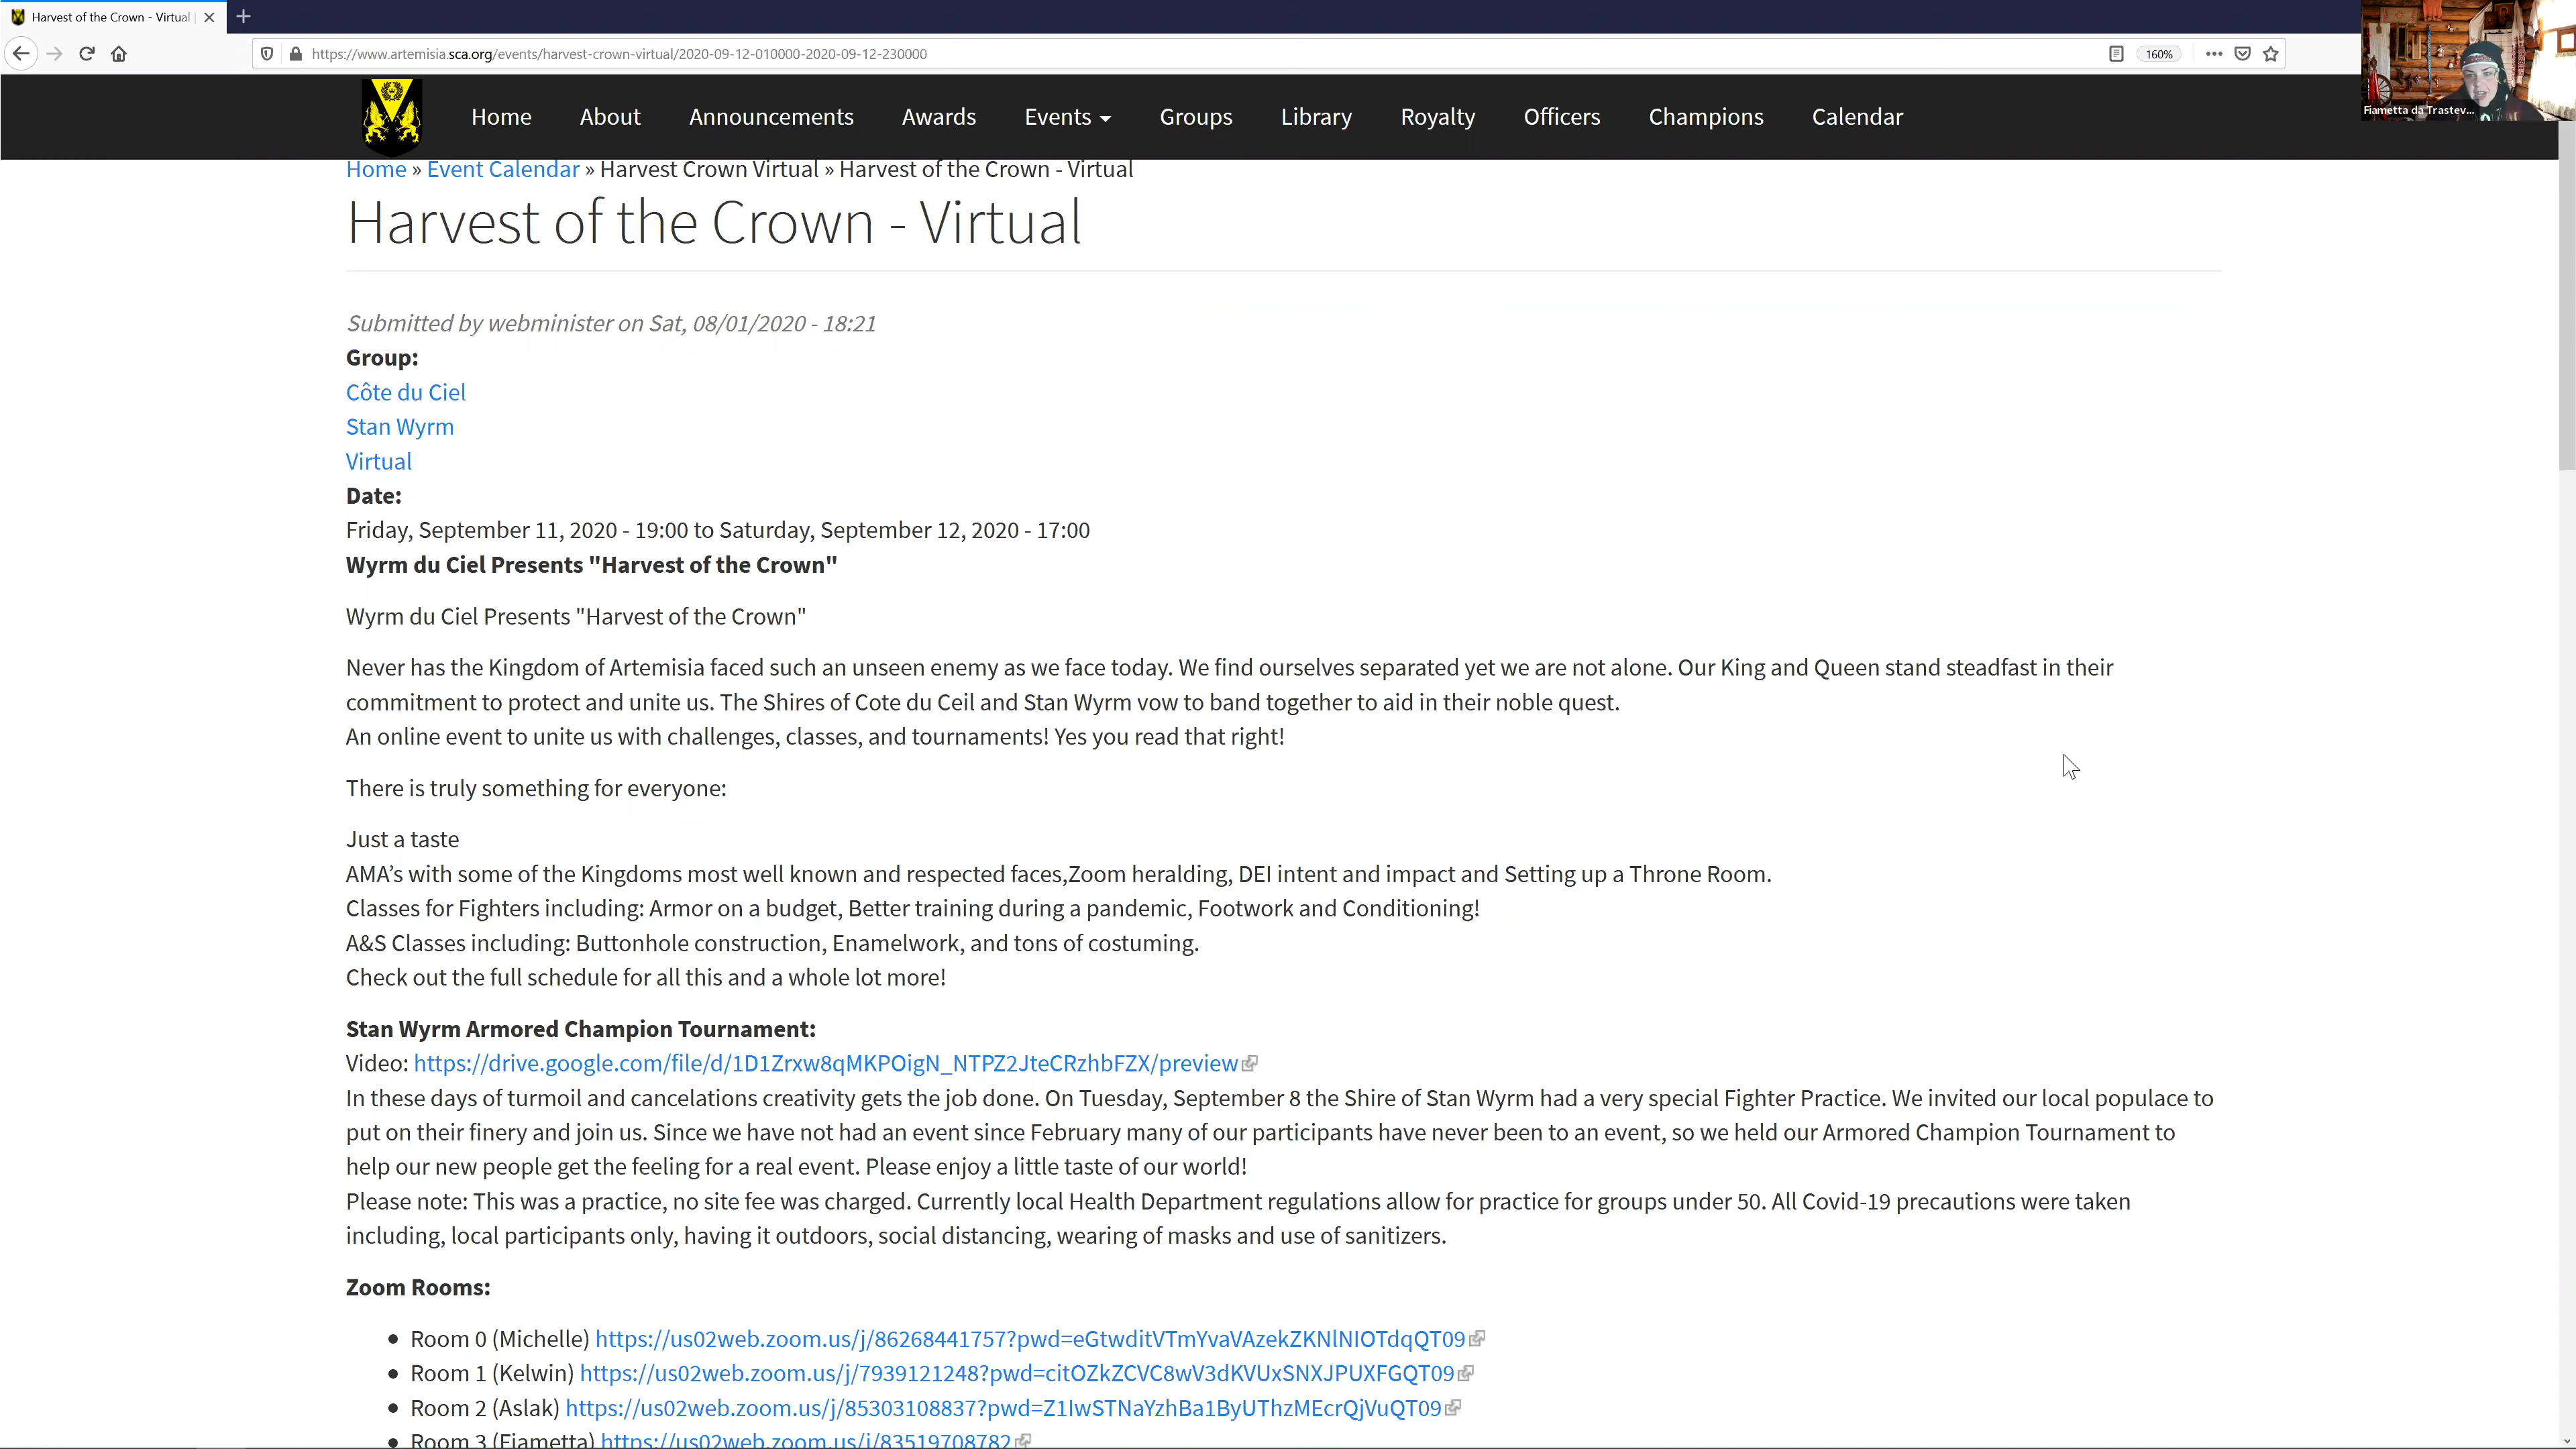 Harvest of the Crown - Virtual |
https://www.artemisia.sca.org/events/harvest-crown-virtual/2020-09-12-010000-2020-09-12-230000
160%
Fiametta da Trastev...
Home About Announcements Awards Events Groups Library Royalty Officers Champions Calendar
Home » Event Calendar » Harvest Crown Virtual » Harvest of the Crown - Virtual
Harvest of the Crown - Virtual
Submitted by webminister on Sat, 08/01/2020 - 18:21
Group:
Côte du Ciel
Stan Wyrm
Virtual
Date:
Friday, September 11, 2020 - 19:00 to Saturday, September 12, 2020 - 17:00
Wyrm du Ciel Presents "Harvest of the Crown"
Wyrm du Ciel Presents "Harvest of the Crown"
Never has the Kingdom of Artemisia faced such an unseen enemy as we face today. We find ourselves separated yet we are not alone. Our King and Queen stand steadfast in their
commitment to protect and unite us. The Shires of Cote du Ceil and Stan Wyrm vow to band together to aid in their noble quest.
An online event to unite us with challenges, classes, and tournaments! Yes you read that right!
There is truly something for everyone:
Just a taste
AMA’s with some of the Kingdoms most well known and respected faces,Zoom heralding, DEI intent and impact and Setting up a Throne Room.
Classes for Fighters including: Armor on a budget, Better training during a pandemic, Footwork and Conditioning!
A&S Classes including: Buttonhole construction, Enamelwork, and tons of costuming.
Check out the full schedule for all this and a whole lot more!
Stan Wyrm Armored Champion Tournament:
Video: https://drive.google.com/file/d/1D1Zrxw8qMKPOigN_NTPZ2JteCRzhbFZX/preview
In these days of turmoil and cancelations creativity gets the job done. On Tuesday, September 8 the Shire of Stan Wyrm had a very special Fighter Practice. We invited our local populace to
put on their finery and join us. Since we have not had an event since February many of our participants have never been to an event, so we held our Armored Champion Tournament to
help our new people get the feeling for a real event. Please enjoy a little taste of our world!
Please note: This was a practice, no site fee was charged. Currently local Health Department regulations allow for practice for groups under 50. All Covid-19 precautions were taken
including, local participants only, having it outdoors, social distancing, wearing of masks and use of sanitizers.
Zoom Rooms:
• Room 0 (Michelle) https://us02web.zoom.us/j/86268441757?pwd=eGtwditVTmYvaVAzekZKNlNIOTdqQT09
• Room 1 (Kelwin) https://us02web.zoom.us/j/7939121248?pwd=citOZkZCVC8wV3dKVUxSNXJPUXFGQT09
• Room 2 (Aslak) https://us02web.zoom.us/j/85303108837?pwd=Z1IwSTNaYzhBa1ByUThzMEcrQjVuQT09
• Room 3 (Fiametta) https://us02web.zoom.us/j/83519708782